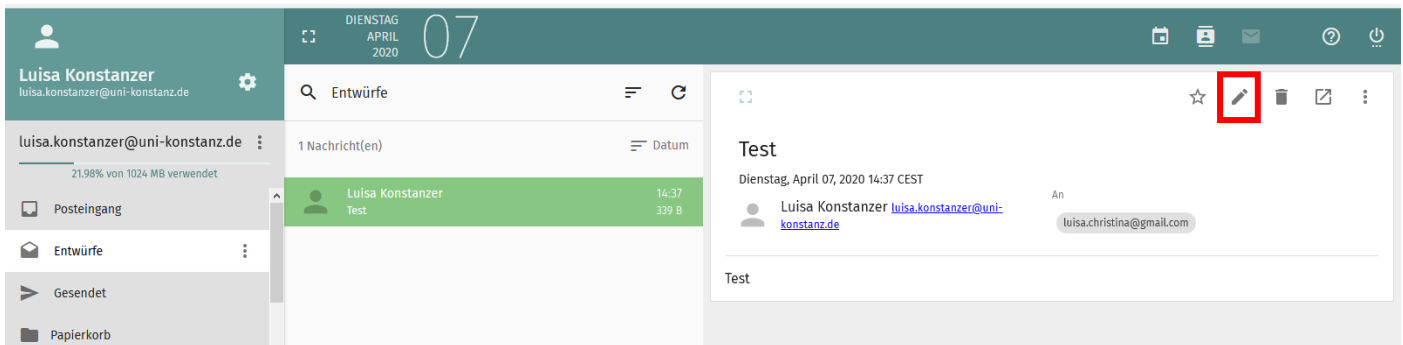 Luisa Konstanzer
luisa.konstanzer@uni-konstanz.de
luisa.konstanzer@uni-konstanz.de
21.98% von 1024 MB verwendet
Posteingang
Entwürfe
Gesendet
Papierkorb
DIENSTAG
APRIL
2020
07
Entwürfe
1 Nachricht(en)
Datum
Luisa Konstanzer 14:37
Test 339 B
Test
Dienstag, April 07, 2020 14:37 CEST
Luisa Konstanzer luisa.konstanzer@uni-
konstanz.de
An
luisa.christina@gmail.com
Test